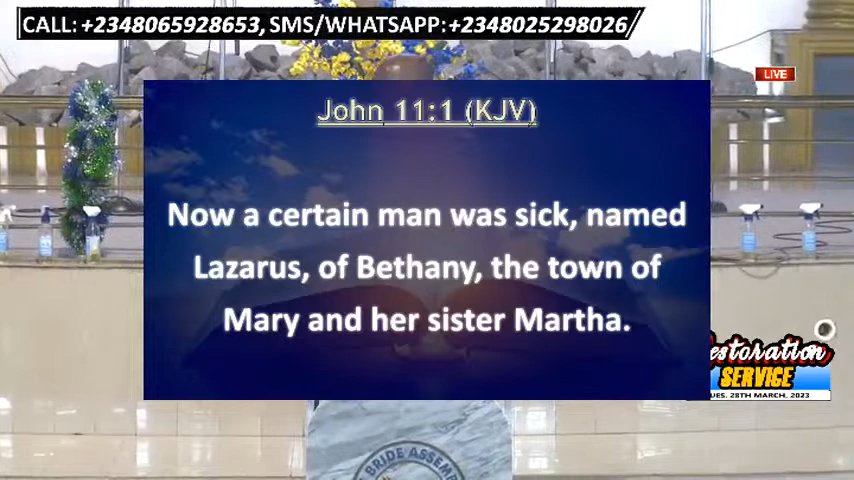 CALL: +2348065928653, SMS/WHATSAPP: +2348025298026
LIVE
John 11:1 (KJV)
Now a certain man was sick, named
Lazarus, of Bethany, the town of
Mary and her sister Martha.
SERVICE
28TH MARCH, 2023
BRIDE